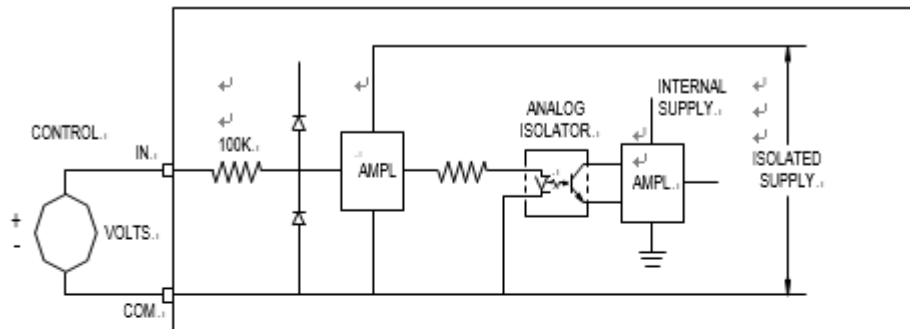 CONTROL.
IN.
100K.
+
-
VOLTS.
COM.
AMPL
ANALOG
ISOLATOR.
INTERNAL
SUPPLY.
AMPL.
ISOLATED
SUPPLY.